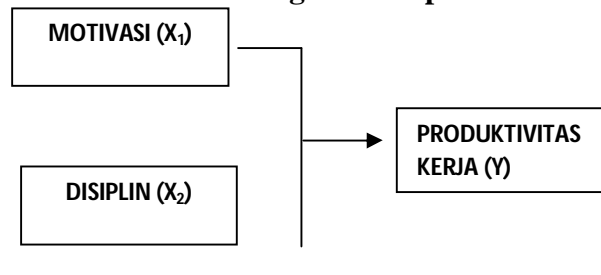 MOTIVASI (X₁)
PRODUKTIVITAS
KERJA (Y)
DISIPLIN (X₂)